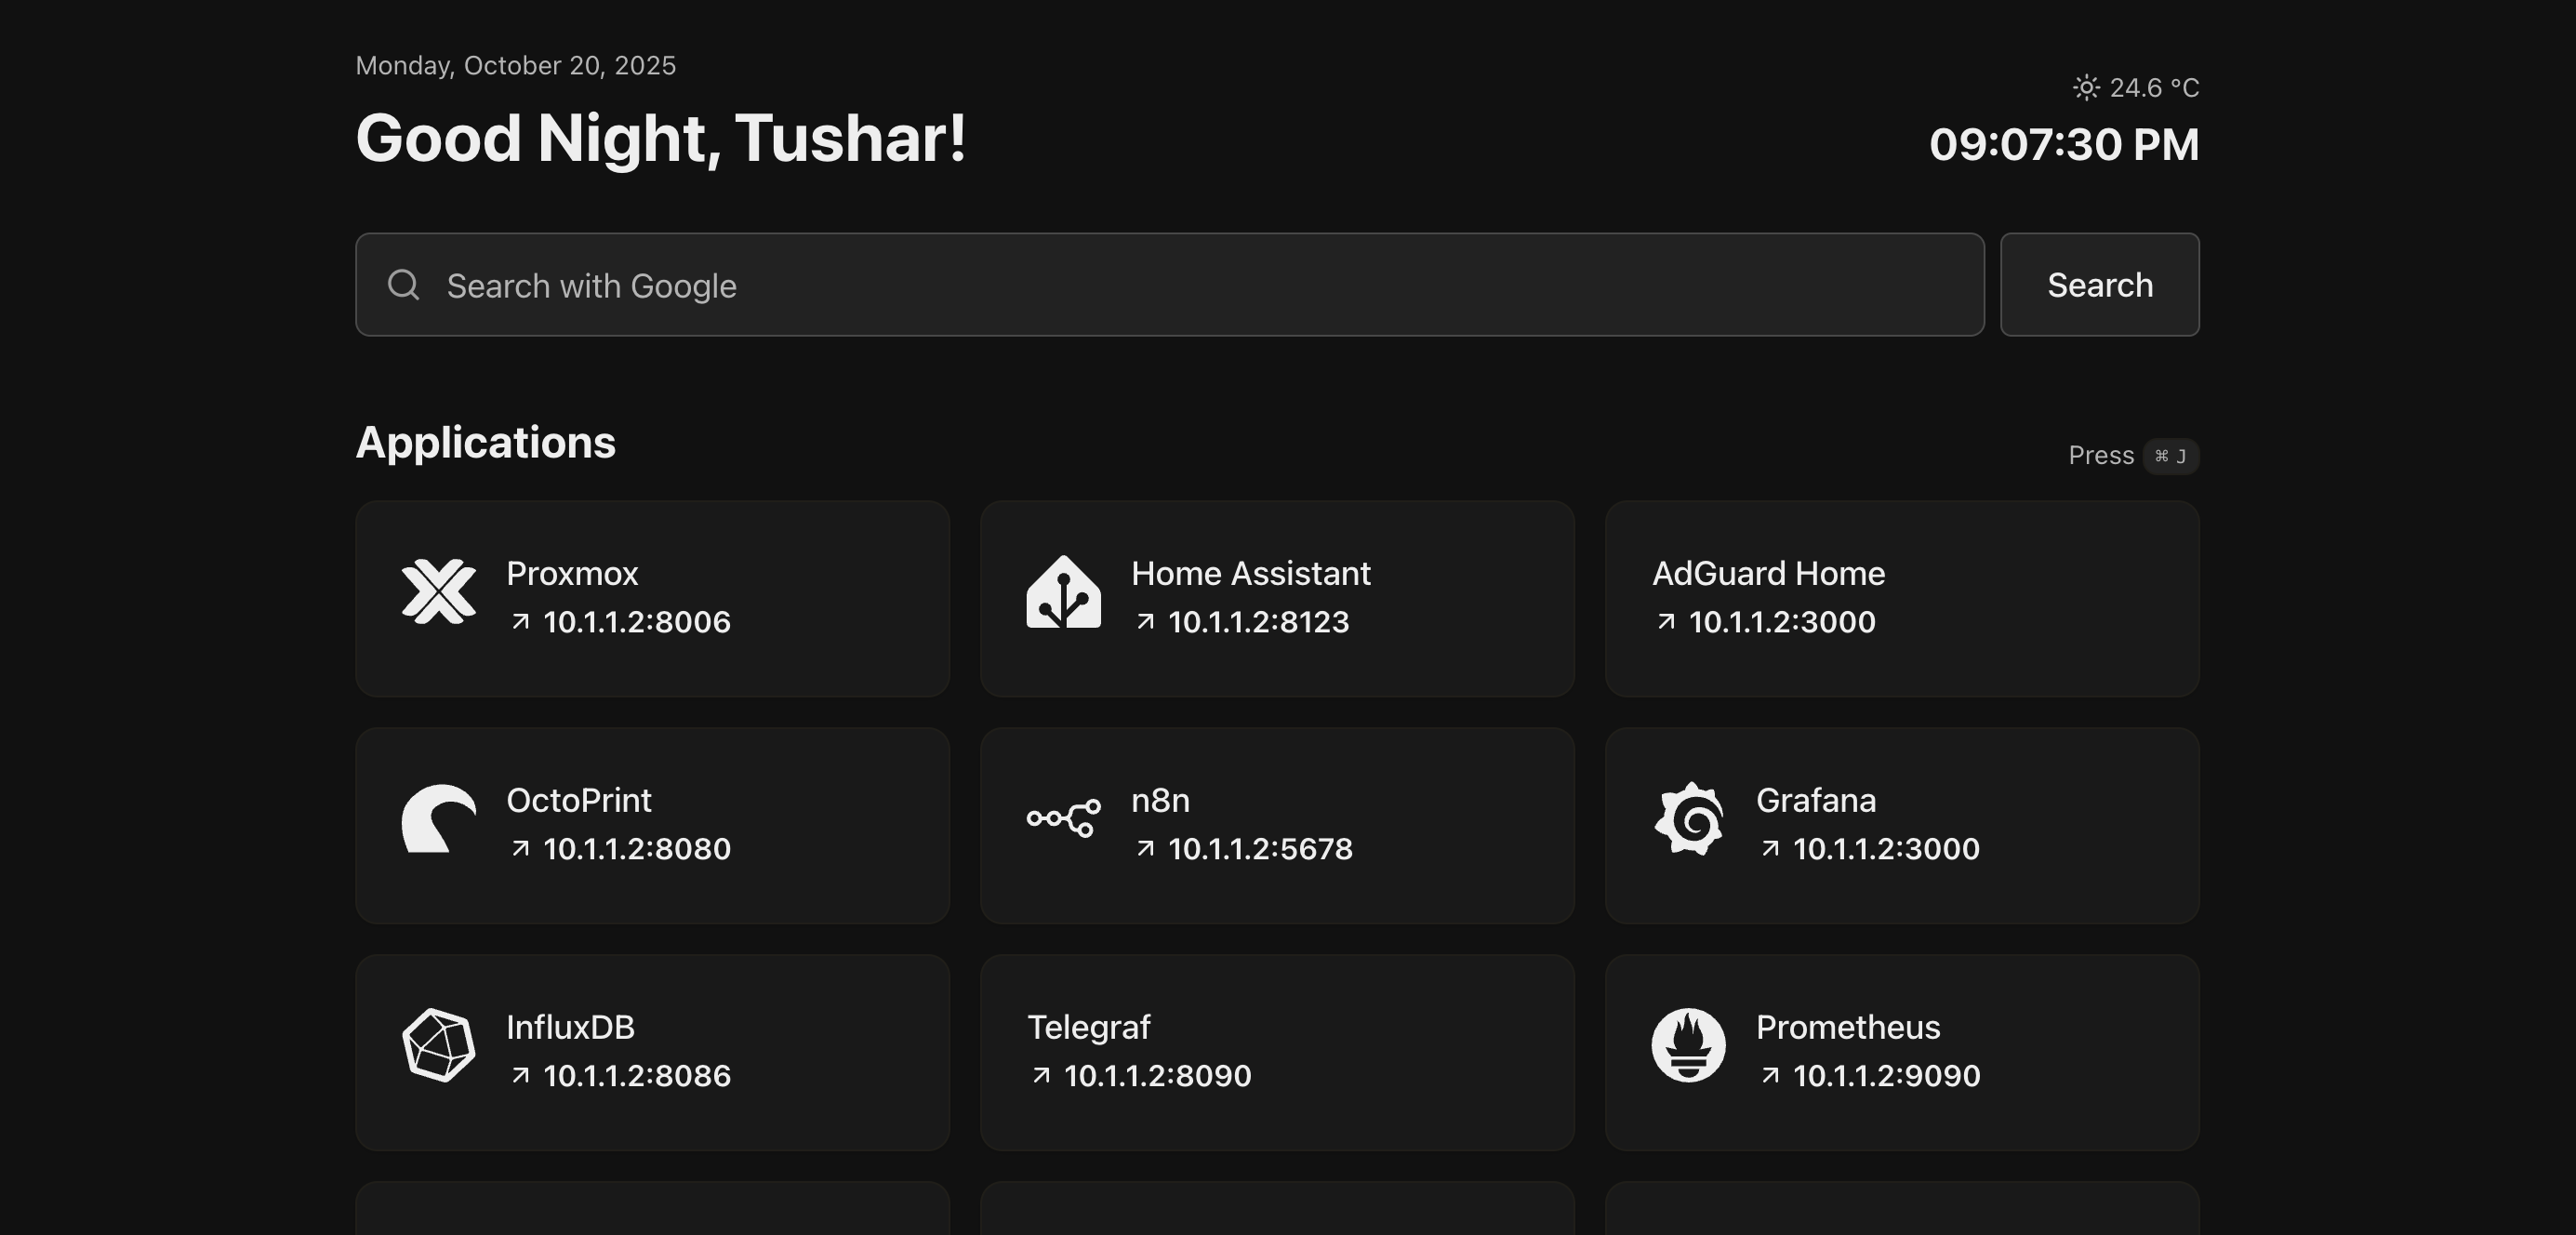 Monday, October 20, 2025
Good Night, Tushar!
24.6 °C
09:07:30 PM
Search with Google
Search
Applications
Press ⌘ J
Proxmox
10.1.1.2:8006
Home Assistant
10.1.1.2:8123
AdGuard Home
10.1.1.2:3000
OctoPrint
10.1.1.2:8080
n8n
10.1.1.2:5678
Grafana
10.1.1.2:3000
InfluxDB
10.1.1.2:8086
Telegraf
10.1.1.2:8090
Prometheus
10.1.1.2:9090